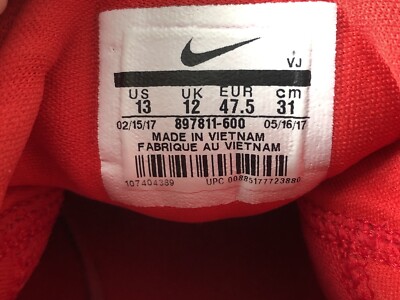 VJ
US UK EUR cm
13 12 47.5 31
02/15/17 897811-600 05/16/17
MADE IN VIETNAM
FABRIQUE AU VIETNAM
107404389 UPC